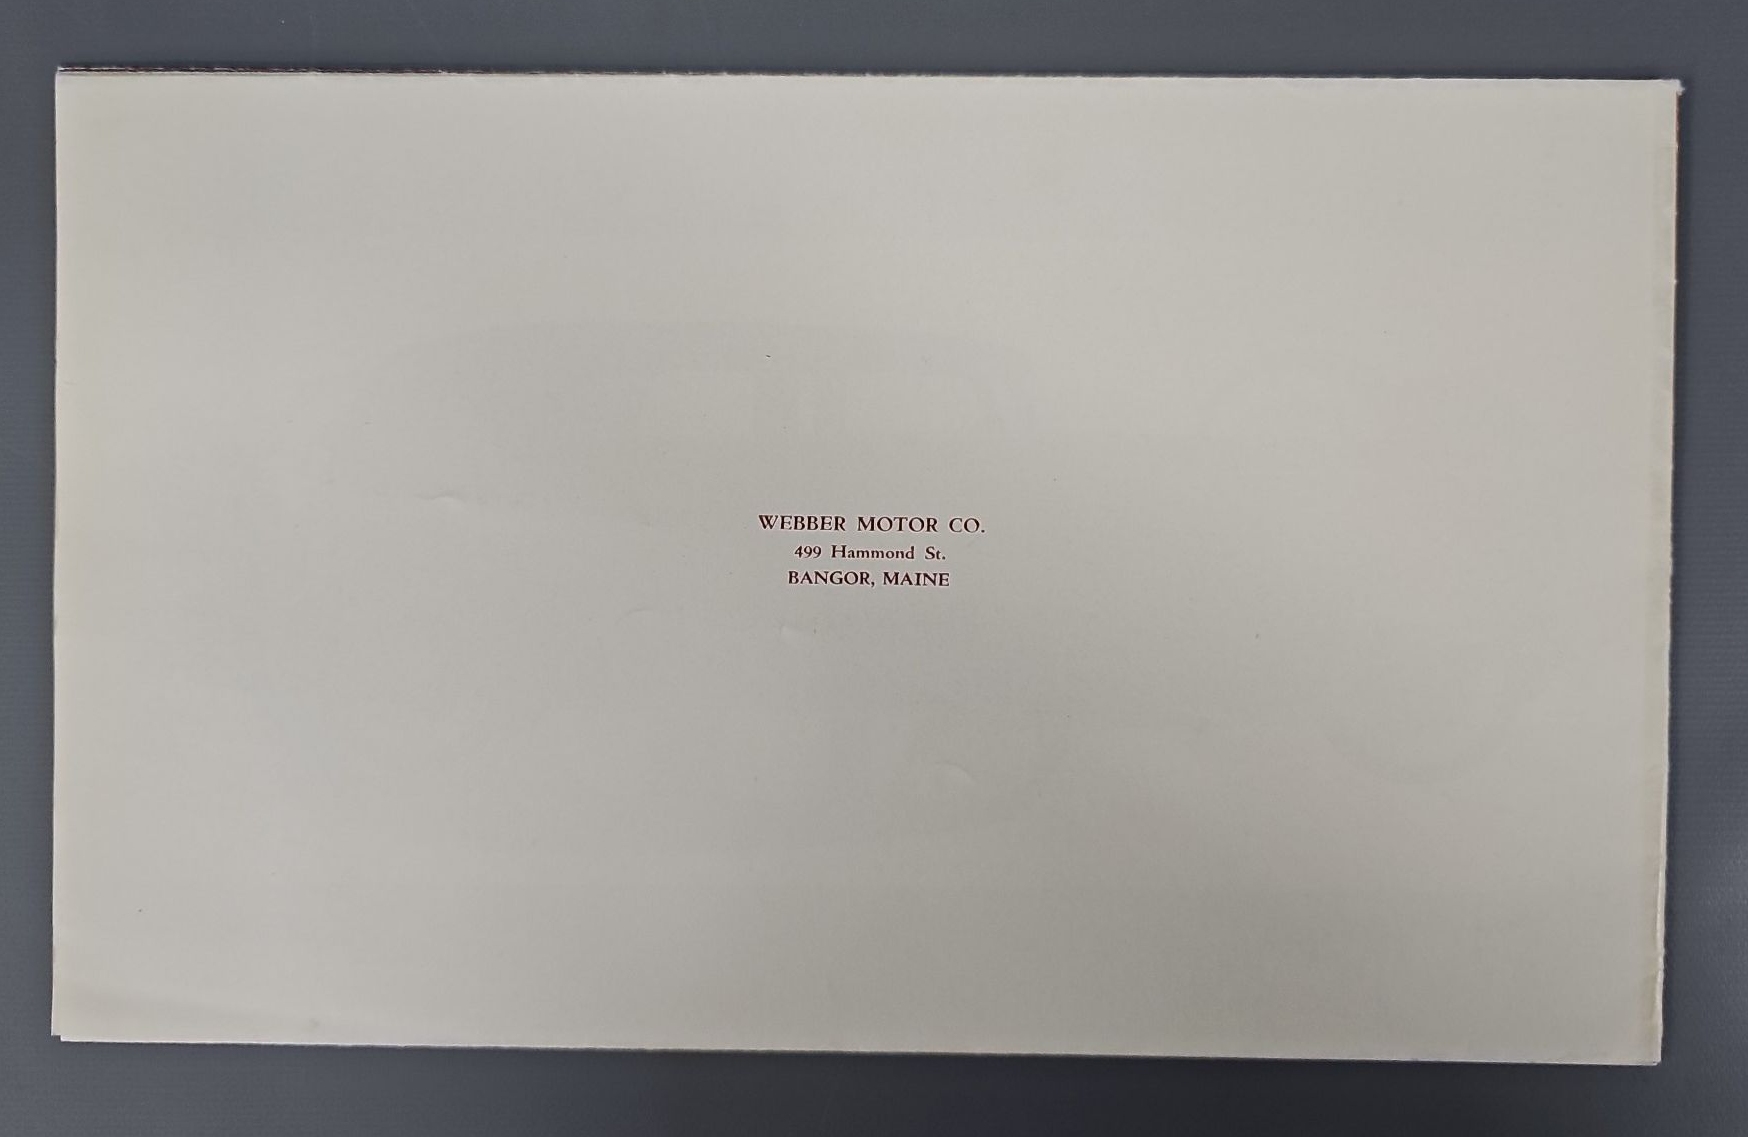 WEBBER MOTOR CO.
499 Hammond St.
BANGOR, MAINE